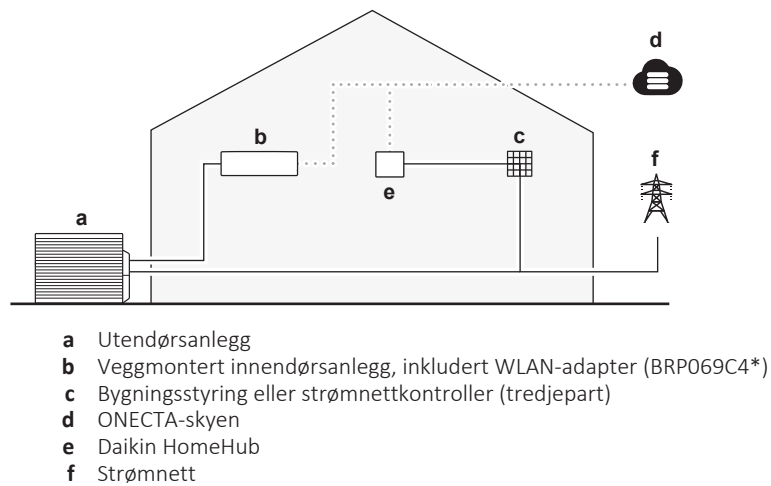 d
b
c
f
e
a
a Utendørsanlegg
b Veggmontert innendørsanlegg, inkludert WLAN-adapter (BRP069C4*)
c Bygningsstyring eller strømnettkontroller (tredjepart)
d ONECTA-skyen
e Daikin HomeHub
f Strømnett